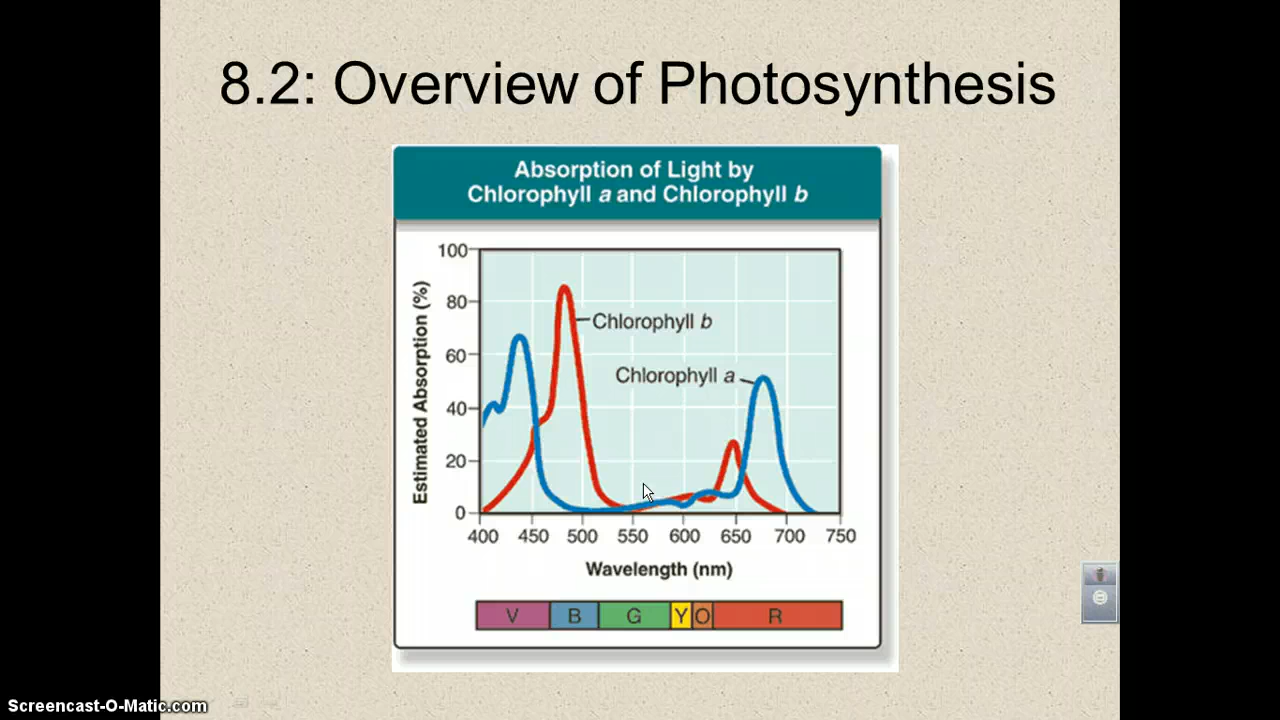 8.2: Overview of Photosynthesis
Absorption of Light by
Chlorophyll a and Chlorophyll b
100
80
60
40
20
0
Estimated Absorption (%)
Chlorophyll b
Chlorophyll a
400 450 500 550 600 650 700 750
Wavelength (nm)
V B G Y O R
Screencast-O-Matic.com